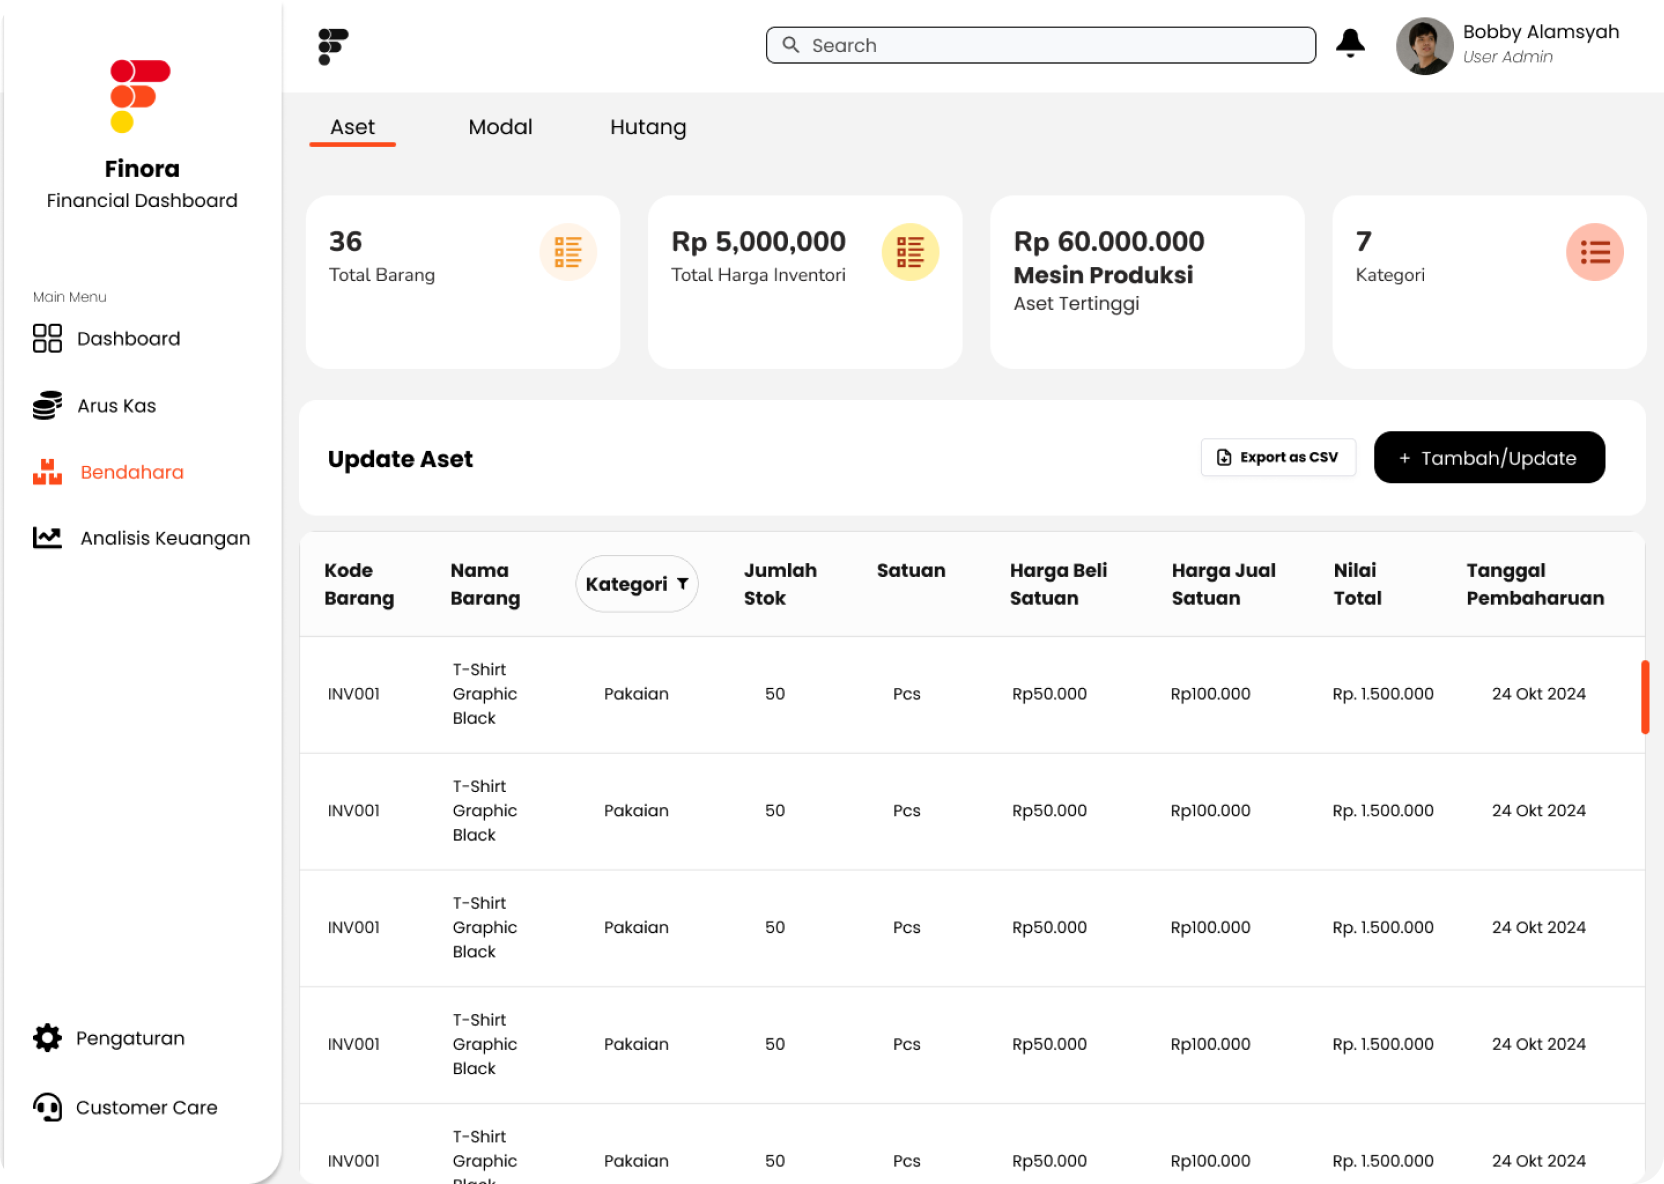 Finora
Financial Dashboard
Main Menu
Dashboard
Arus Kas
Bendahara
Analisis Keuangan
Pengaturan
Customer Care
Search
Bobby Alamsyah
User Admin
Aset Modal Hutang
36
Total Barang
Rp 5,000,000
Total Harga Inventori
Rp 60.000.000
Mesin Produksi
Aset Tertinggi
7
Kategori
Update Aset
Export as CSV
+ Tambah/Update
Kode
Barang
Nama
Barang
Kategori
Jumlah
Stok
Satuan
Harga Beli
Satuan
Harga Jual
Satuan
Nilai
Total
Tanggal
Pembaharuan
INV001
T-Shirt
Graphic
Black
Pakaian
50
Pcs
Rp50.000
Rp100.000
Rp. 1.500.000
24 Okt 2024
INV001
T-Shirt
Graphic
Black
Pakaian
50
Pcs
Rp50.000
Rp100.000
Rp. 1.500.000
24 Okt 2024
INV001
T-Shirt
Graphic
Black
Pakaian
50
Pcs
Rp50.000
Rp100.000
Rp. 1.500.000
24 Okt 2024
INV001
T-Shirt
Graphic
Black
Pakaian
50
Pcs
Rp50.000
Rp100.000
Rp. 1.500.000
24 Okt 2024
INV001
T-Shirt
Graphic
Black
Pakaian
50
Pcs
Rp50.000
Rp100.000
Rp. 1.500.000
24 Okt 2024